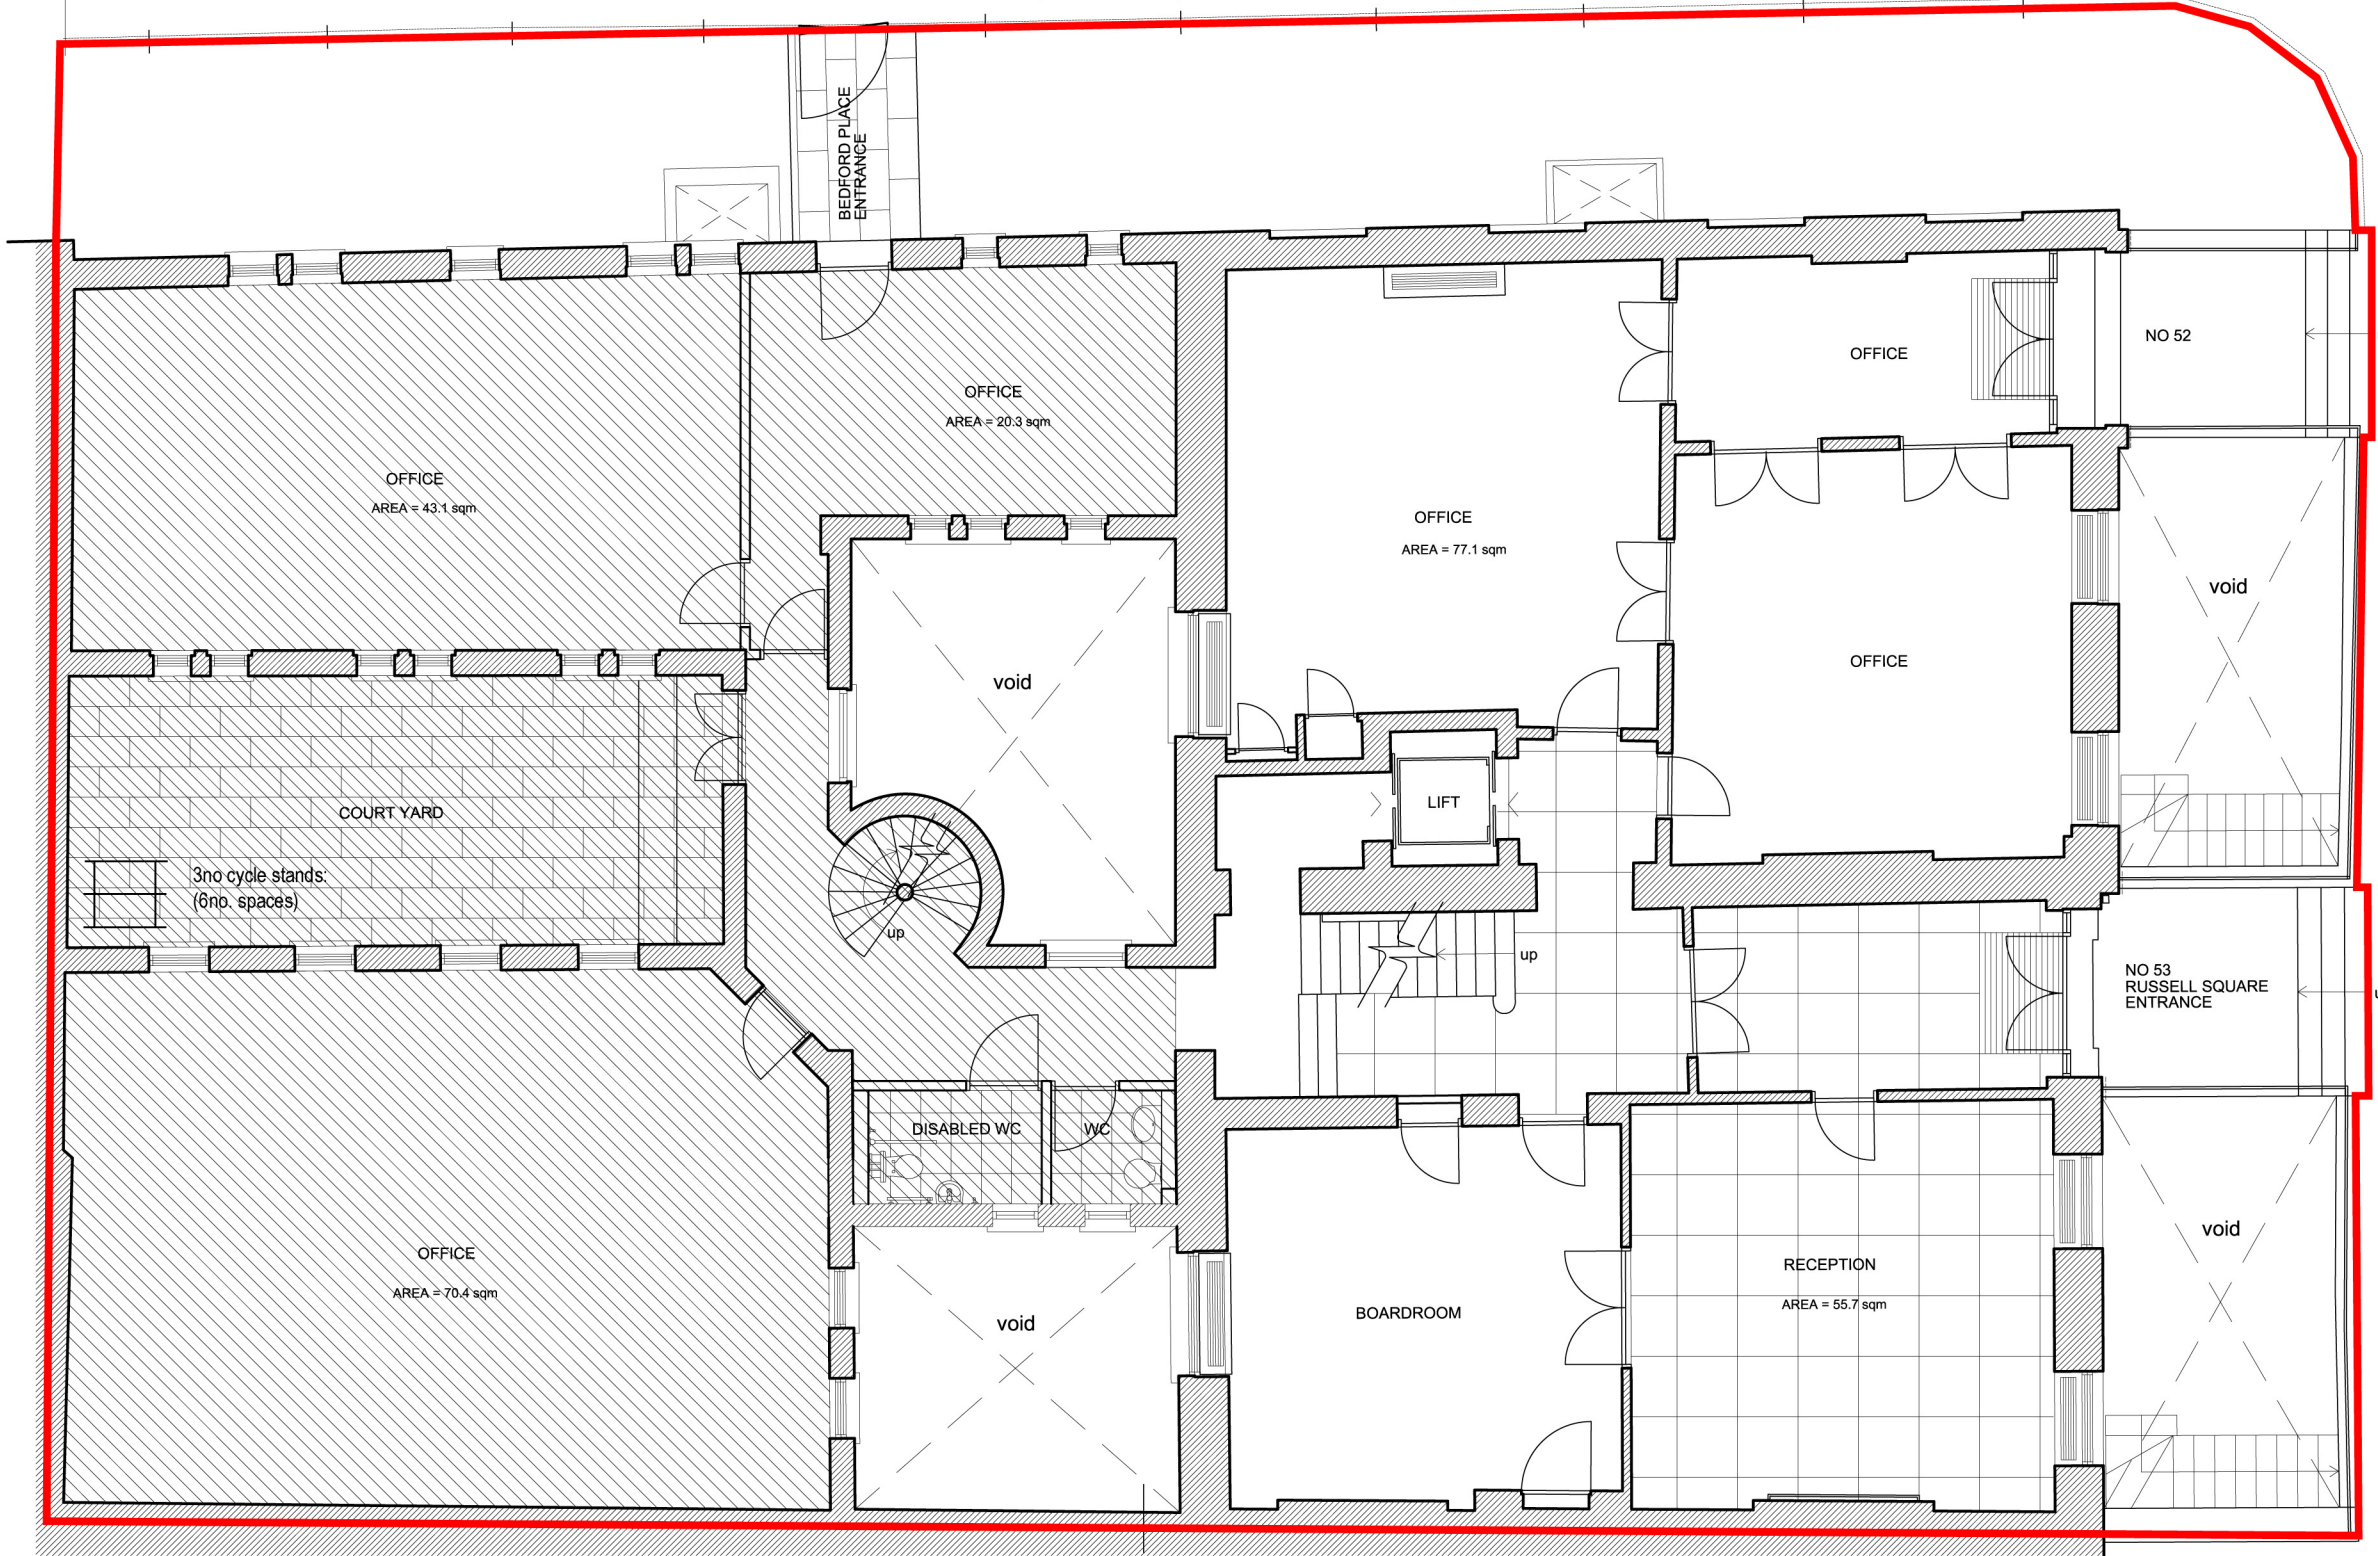 BEDFORD PLACE
ENTRANCE
NO 52
OFFICE
OFFICE
AREA = 20.3 sqm
OFFICE
AREA = 43.1 sqm
OFFICE
AREA = 77.1 sqm
void
OFFICE
void
LIFT
COURT YARD
3no cycle stands:
(6no. spaces)
up
up
NO 53
RUSSELL SQUARE
ENTRANCE
DISABLED WC
WC
OFFICE
AREA = 70.4 sqm
void
BOARDROOM
RECEPTION
AREA = 55.7 sqm
void